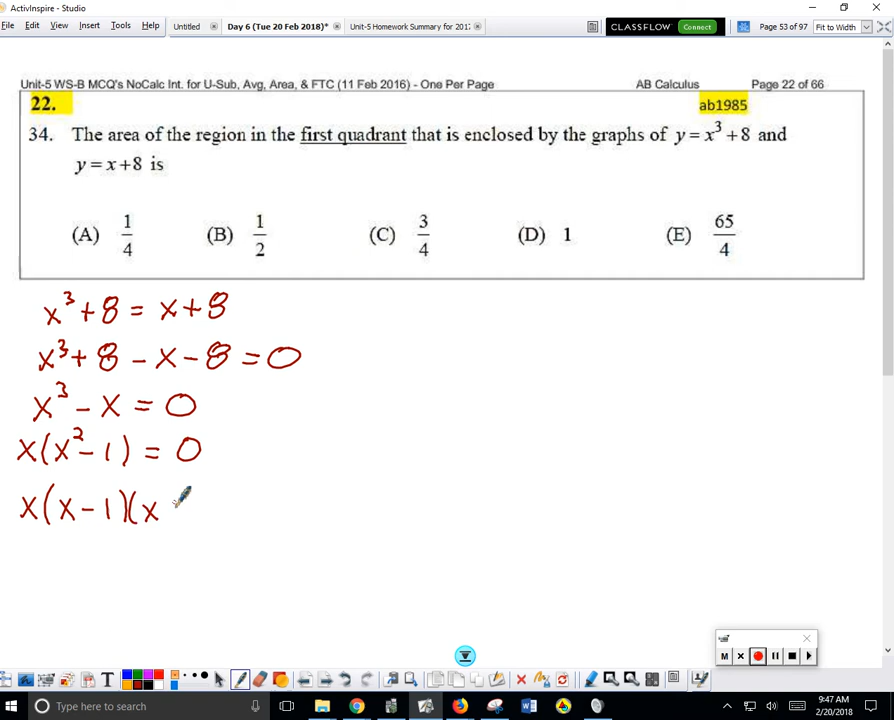 ActivInspire - Studio
File Edit View Insert Tools Help
Untitled
Day 6 (Tue 20 Feb 2018)*
Unit-5 Homework Summary for 201
CLASSFLOW
Connect
Page 53 of 97
Fit to Width
Unit-5 WS-B MCQ's NoCalc Int. for U-Sub, Avg, Area, & FTC (11 Feb 2016) - One Per Page AB Calculus Page 22 of 66
22. ab1985
34. The area of the region in the first quadrant that is enclosed by the graphs of y = x³ + 8 and
y = x + 8 is
(A) 1/4 (B) 1/2 (C) 3/4 (D) 1 (E) 65/4
x³ + 8 = x + 8
x³ + 8 - x - 8 = 0
x³ - x = 0
x(x² - 1) = 0
x(x - 1)(x
M
T
Type here to search
9:47 AM
2/20/2018